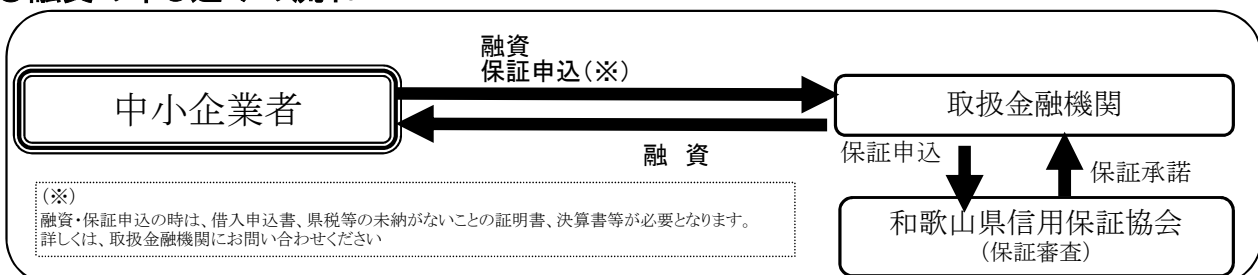 融資
保証申込(※)
中小企業者
取扱金融機関
融 資
保証申込
保証承諾
(※)
融資・保証申込の時は、借入申込書、県税等の未納がないことの証明書、決算書等が必要となります。
詳しくは、取扱金融機関にお問い合わせください
和歌山県信用保証協会
(保証審査)